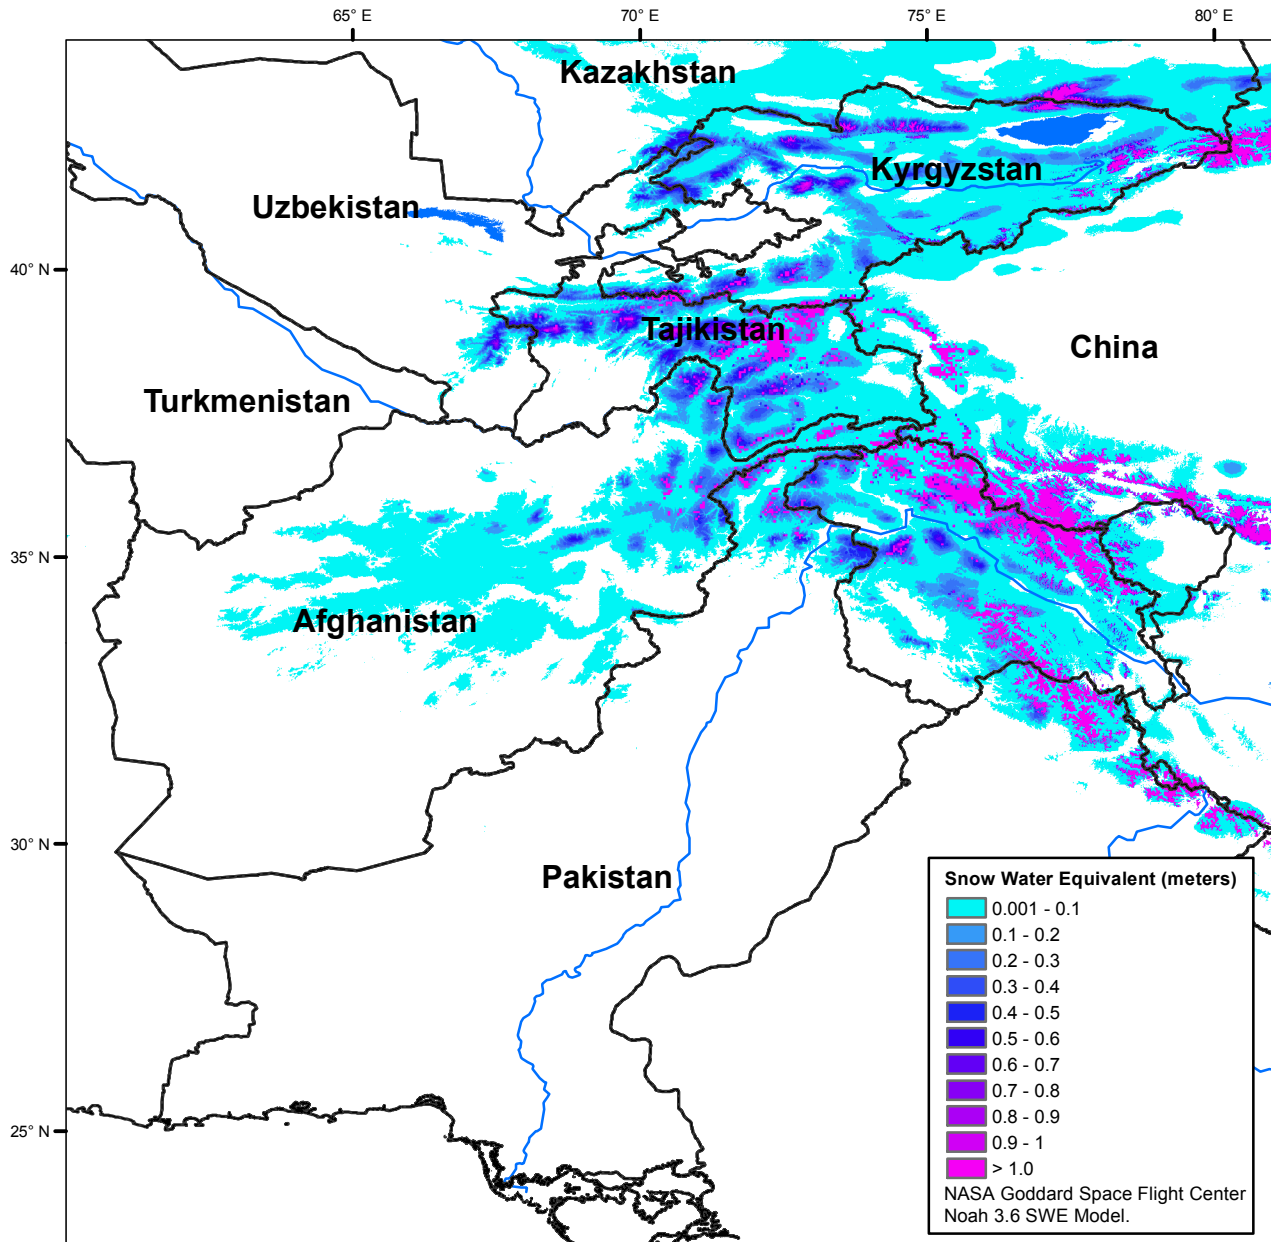 65° E
70° E
75° E
80° E
Kazakhstan
Kyrgyzstan
Uzbekistan
40° N
Tajikistan
China
Turkmenistan
35° N
Afghanistan
30° N
Pakistan
25° N
Snow Water Equivalent (meters)
0.001 - 0.1
0.1 - 0.2
0.2 - 0.3
0.3 - 0.4
0.4 - 0.5
0.5 - 0.6
0.6 - 0.7
0.7 - 0.8
0.8 - 0.9
0.9 - 1
> 1.0
NASA Goddard Space Flight Center
Noah 3.6 SWE Model.